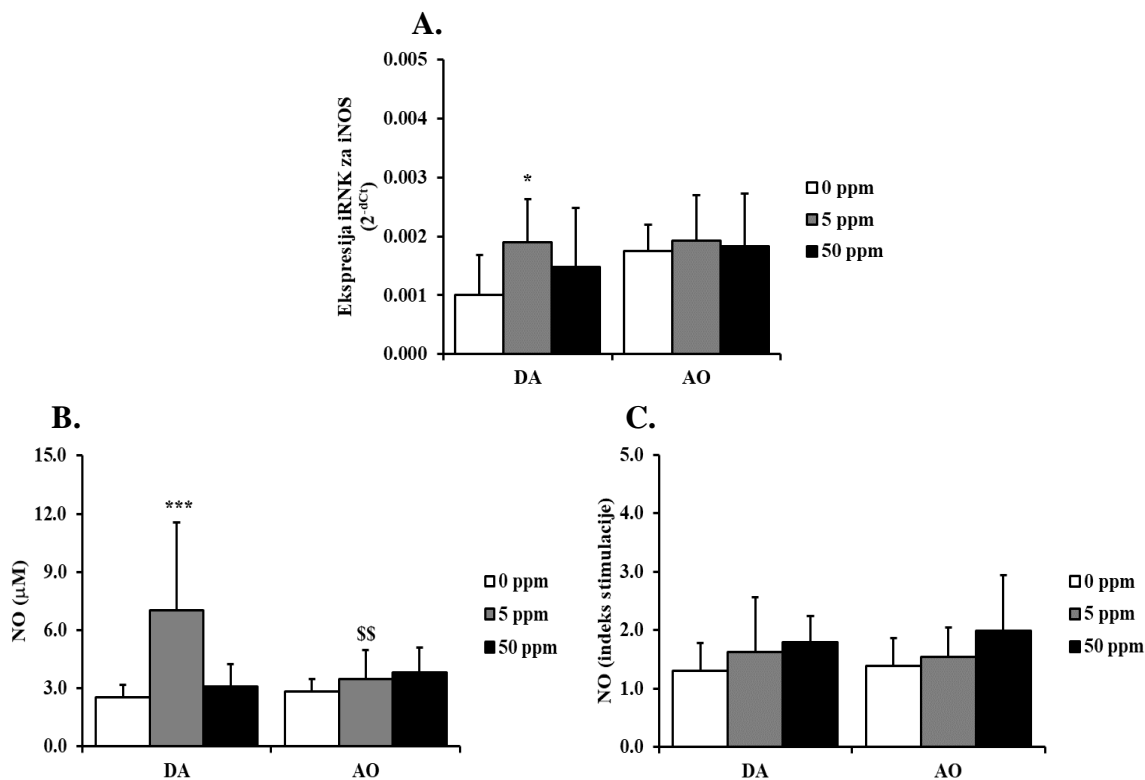 A.
Ekspresija iRNK za iNOS
(2-dCt)
0.005
0.004
0.003
0.002
0.001
0.000
*
DA
AO
0 ppm
5 ppm
50 ppm
B.
NO (µM)
15.0
12.0
9.0
6.0
3.0
0.0
***
$$
DA
AO
0 ppm
5 ppm
50 ppm
C.
NO (indeks stimulacije)
5.0
4.0
3.0
2.0
1.0
0.0
DA
AO
0 ppm
5 ppm
50 ppm